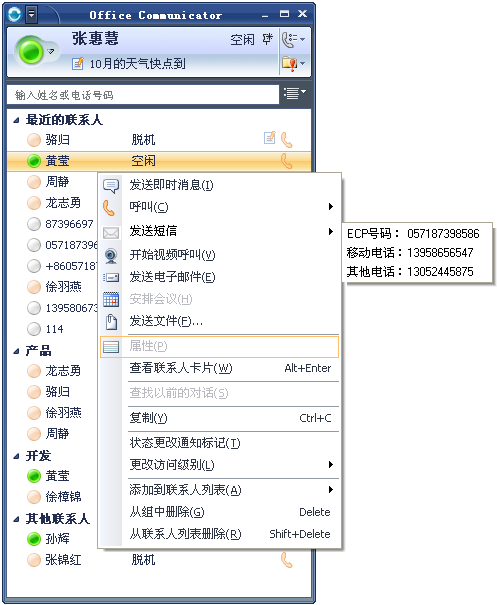 Office Communicator
张惠慧
空闲
10月的天气快点到
输入姓名或电话号码
最近的联系人
骆归 脱机
黄莹 空闲
周静
龙志勇
87396697
057187396
+8605718
徐羽燕
13958067
114
产品
龙志勇
骆归
徐羽燕
周静
开发
黄莹
徐樟锦
其他联系人
孙辉
张锦红 脱机
发送即时消息(I)
呼叫(C)
发送短信
开始视频呼叫(V)
发送电子邮件(E)
安排会议(H)
发送文件(F)...
属性(P)
查看联系人卡片(W) Alt+Enter
查找以前的对话(S)
复制(Y) Ctrl+C
状态更改通知标记(T)
更改访问级别(L)
添加到联系人列表(A)
从组中删除(G) Delete
从联系人列表删除(R) Shift+Delete
ECP号码： 057187398586
移动电话：13958656547
其他电话：13052445875